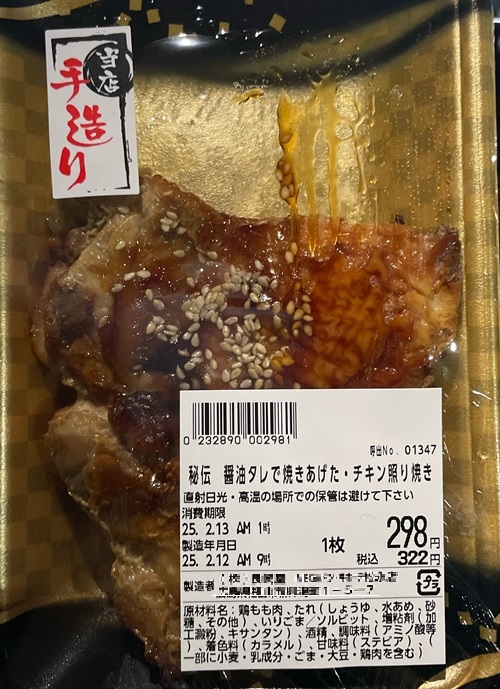 当店
手造り
0 232890 002981
呼出No. 01347
秘伝 醤油タレで焼きあげた・チキン照り焼き
直射日光・高温の場所での保管は避けて下さい
消費期限
25. 2.13 AM 1時
298円
製造年月日
1枚
税込 322円
25. 2.12 AM 9時
製造者
プラ
原材料名:鶏もも肉、たれ(しょうゆ、水あめ、砂
糖、その他)、いりごま/ソルビット、増粘剤(加
工澱粉、キサンタン)、酒精、調味料(アミノ酸等
)、着色料(カラメル)、甘味料(ステビア)、(
一部に小麦・乳成分・ごま・大豆・鶏肉を含む)